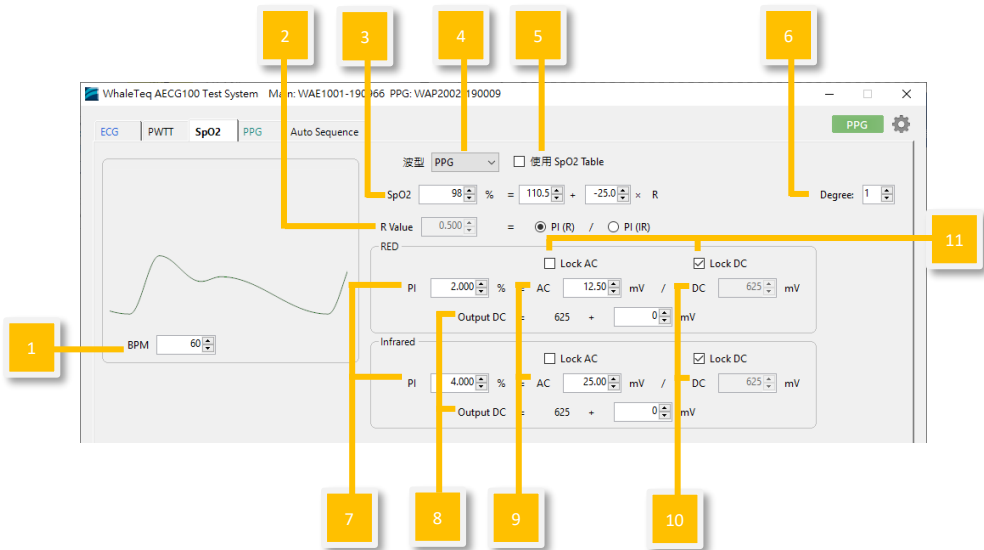 2 3 4 5 6
WhaleTeq AECG100 Test System Main: WAE1001-190966 PPG: WAP2002-190009
ECG PWTT SpO2 PPG Auto Sequence PPG
波型 PPG 使用 SpO2 Table
SpO2 98 % = 110.5 + -25.0 × R Degree: 1
R Value 0.500 = PI (R) / PI (IR)
11
RED
Lock AC Lock DC
PI 2.000 % = AC 12.50 mV / DC 625 mV
Output DC = 625 + 0 mV
1
BPM 60
Infrared
Lock AC Lock DC
PI 4.000 % = AC 25.00 mV / DC 625 mV
Output DC = 625 + 0 mV
7 8 9 10